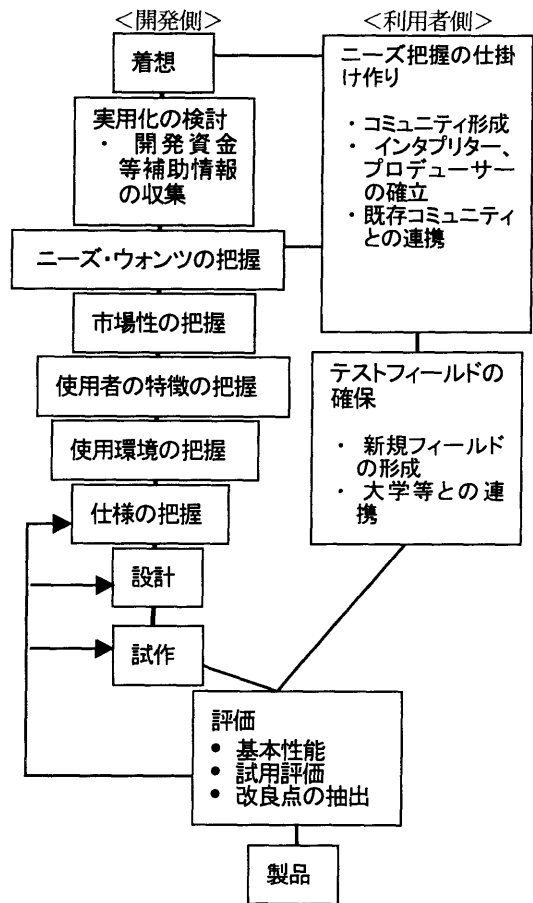 ＜開発側＞
着想
実用化の検討
・ 開発資金
等補助情報
の収集
ニーズ・ウォンツの把握
市場性の把握
使用者の特徴の把握
使用環境の把握
仕様の把握
設計
試作
＜利用者側＞
ニーズ把握の仕掛
け作り
・コミュニティ形成
・ インタプリター、
プロデューサー
の確立
・既存コミュニティ
との連携
テストフィールドの
確保
・ 新規フィールド
の形成
・ 大学等との連
携
評価
• 基本性能
• 試用評価
• 改良点の抽出
製品